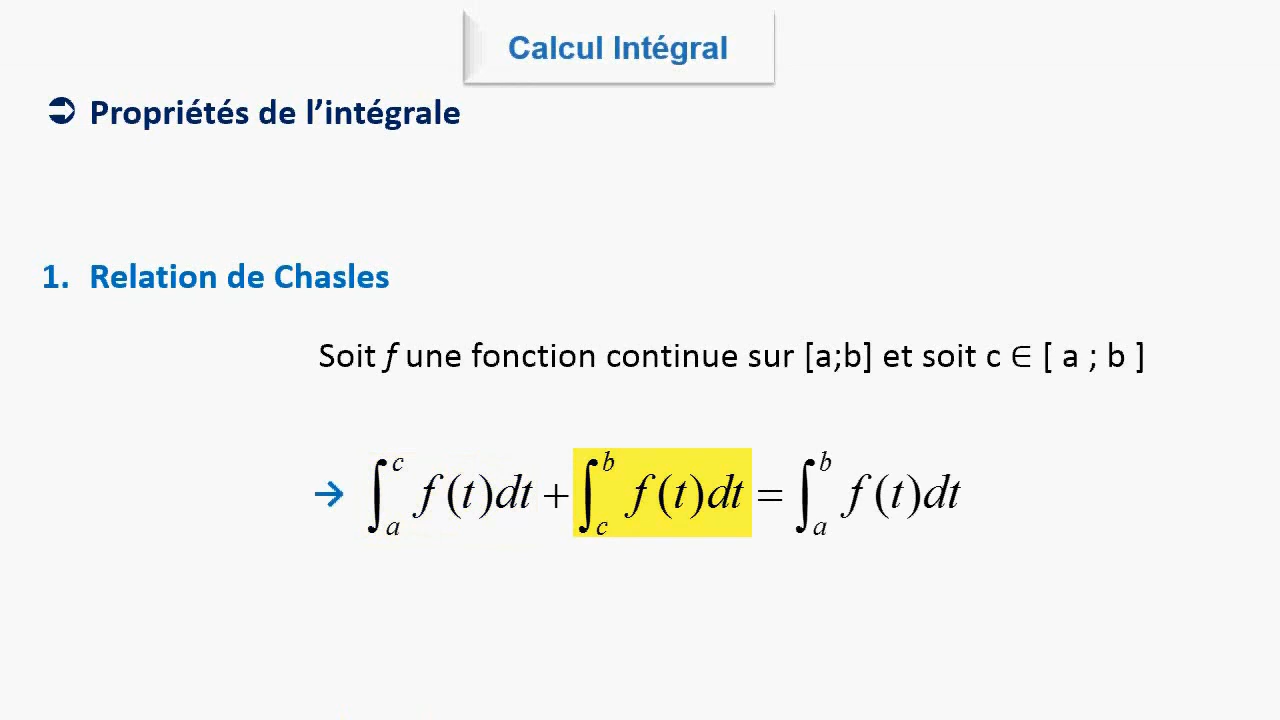 Calcul Intégral
➲ Propriétés de l’intégrale
1. Relation de Chasles
Soit f une fonction continue sur [a;b] et soit c ∈ [ a ; b ]
→ ∫_a^c f(t)dt + ∫_c^b f(t)dt = ∫_a^b f(t)dt